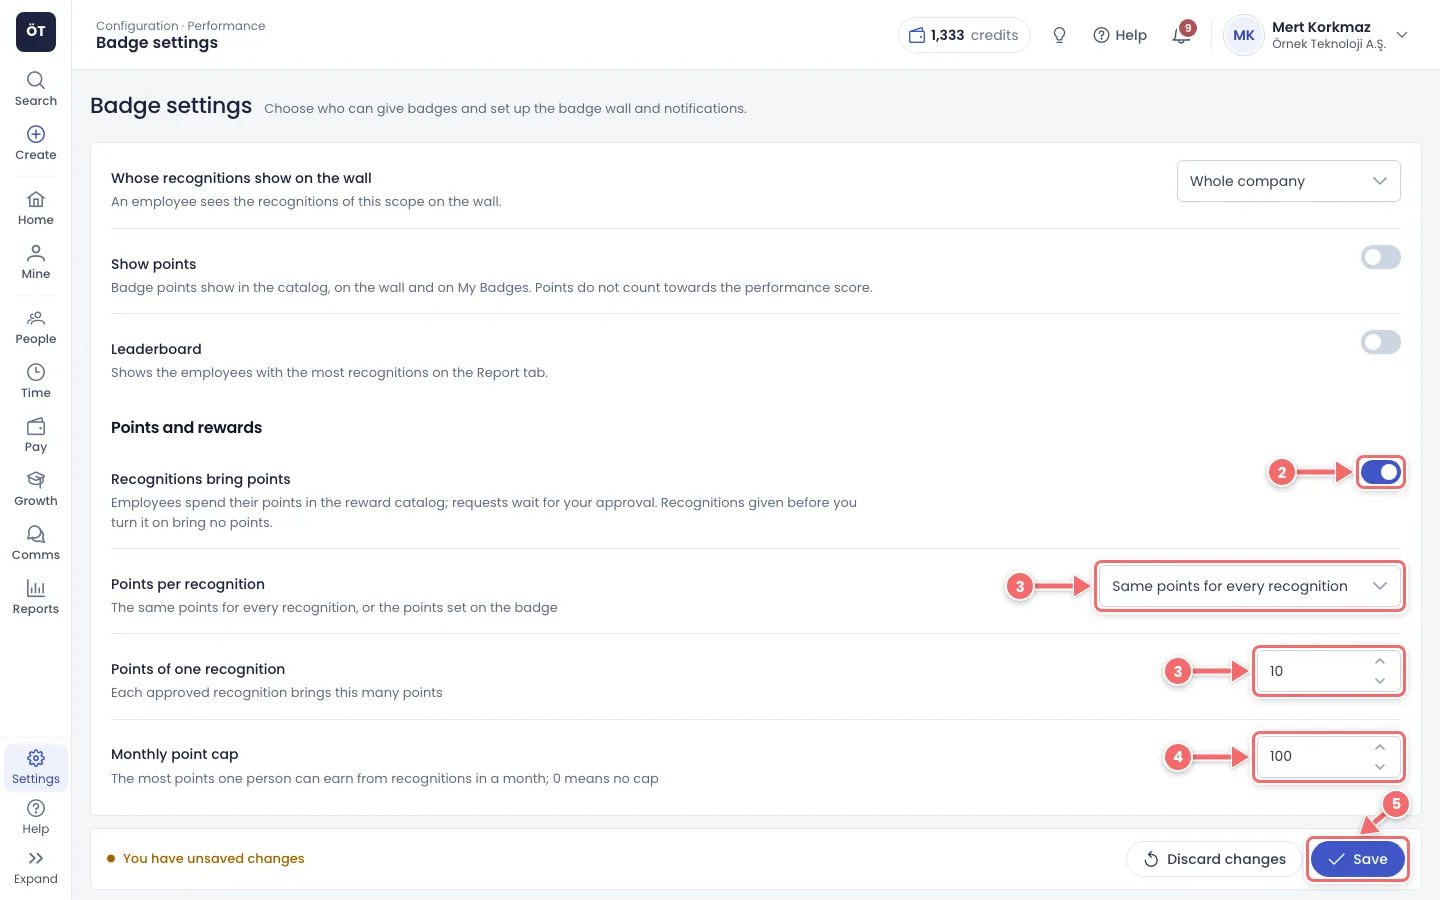 ÖT
Search
Create
Home
Mine
People
Time
Pay
Growth
Comms
Reports
Settings
Help
Expand
Configuration · Performance
Badge settings
1,333 credits
Help
9
MK
Mert Korkmaz
Örnek Teknoloji A.Ş.
Badge settings
Choose who can give badges and set up the badge wall and notifications.
Whose recognitions show on the wall
An employee sees the recognitions of this scope on the wall.
Whole company
Show points
Badge points show in the catalog, on the wall and on My Badges. Points do not count towards the performance score.
Leaderboard
Shows the employees with the most recognitions on the Report tab.
Points and rewards
Recognitions bring points
Employees spend their points in the reward catalog; requests wait for your approval. Recognitions given before you
turn it on bring no points.
2
Points per recognition
The same points for every recognition, or the points set on the badge
3
Same points for every recognition
Points of one recognition
Each approved recognition brings this many points
3
10
Monthly point cap
The most points one person can earn from recognitions in a month; 0 means no cap
4
100
5
You have unsaved changes
Discard changes
Save